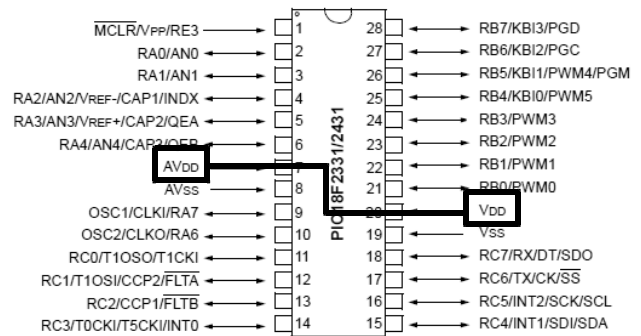 MCLR/VPP/RE3 1 28 RB7/KBI3/PGD
RA0/AN0 2 27 RB6/KBI2/PGC
RA1/AN1 3 26 RB5/KBI1/PWM4/PGM
RA2/AN2/VREF-/CAP1/INDX 4 25 RB4/KBI0/PWM5
RA3/AN3/VREF+/CAP2/QEA 5 24 RB3/PWM3
RA4/AN4/CAP3/QEB 6 23 RB2/PWM2
AVDD 7 22 RB1/PWM1
AVSS 8 21 RB0/PWM0
OSC1/CLKI/RA7 9 20 VDD
OSC2/CLKO/RA6 10 19 VSS
RC0/T1OSO/T1CKI 11 18 RC7/RX/DT/SDO
RC1/T1OSI/CCP2/FLTA 12 17 RC6/TX/CK/SS
RC2/CCP1/FLTB 13 16 RC5/INT2/SCK/SCL
RC3/T0CKI/T5CKI/INT0 14 15 RC4/INT1/SDI/SDA
PIC18F2331/2431